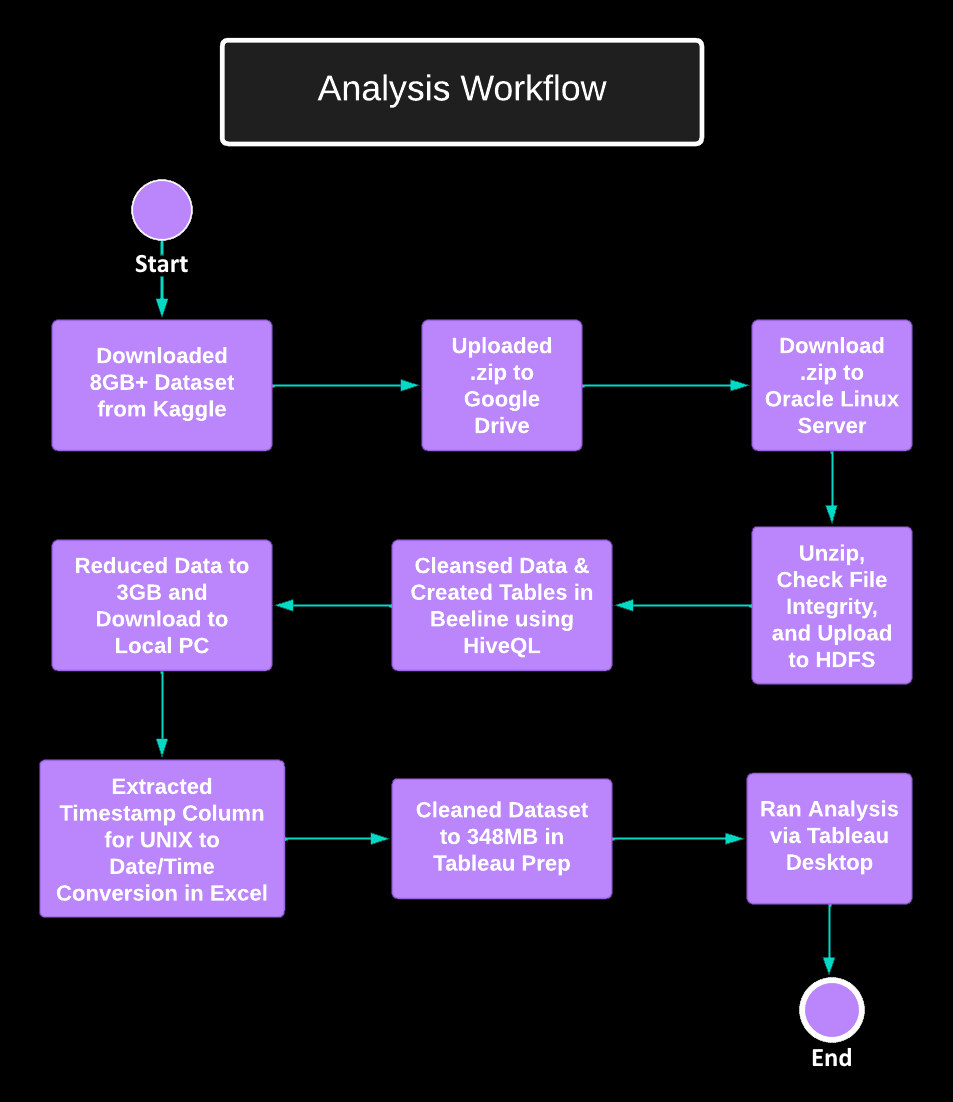 Analysis Workflow
Start
Downloaded
8GB+ Dataset
from Kaggle
Uploaded
.zip to
Google
Drive
Download
.zip to
Oracle Linux
Server
Unzip,
Check File
Integrity,
and Upload
to HDFS
Cleansed Data &
Created Tables in
Beeline using
HiveQL
Reduced Data to
3GB and
Download to
Local PC
Extracted
Timestamp Column
for UNIX to
Date/Time
Conversion in Excel
Cleaned Dataset
to 348MB in
Tableau Prep
Ran Analysis
via Tableau
Desktop
End